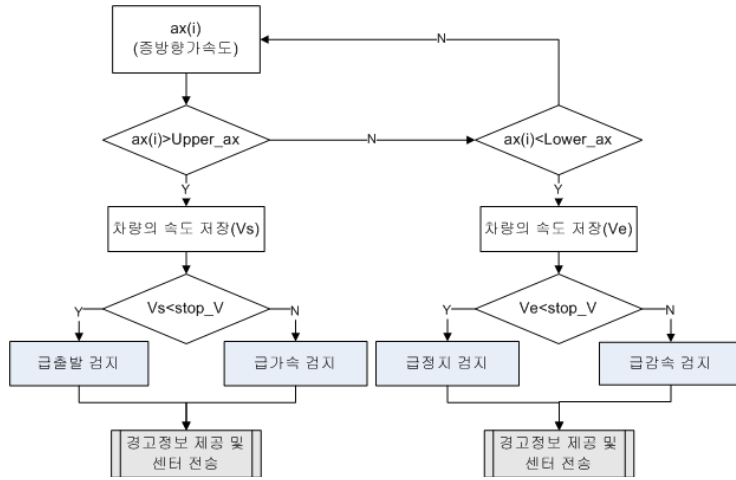 ax(i)
(증방향가속도)
N
ax(i)>Upper_ax
N
ax(i)<Lower_ax
Y
Y
차량의 속도 저장(Vs)
차량의 속도 저장(Ve)
Y
Vs<stop_V
N
Y
Ve<stop_V
N
급출발 검지
급가속 검지
급정지 검지
급감속 검지
경고정보 제공 및
센터 전송
경고정보 제공 및
센터 전송